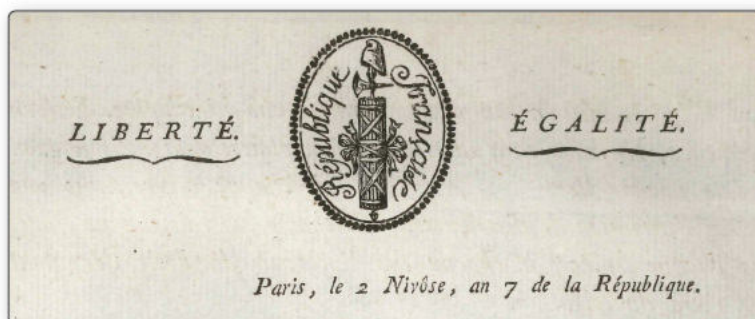 LIBERTÉ.
République Française
ÉGALITÉ.
Paris, le 2 Nivôse, an 7 de la République.